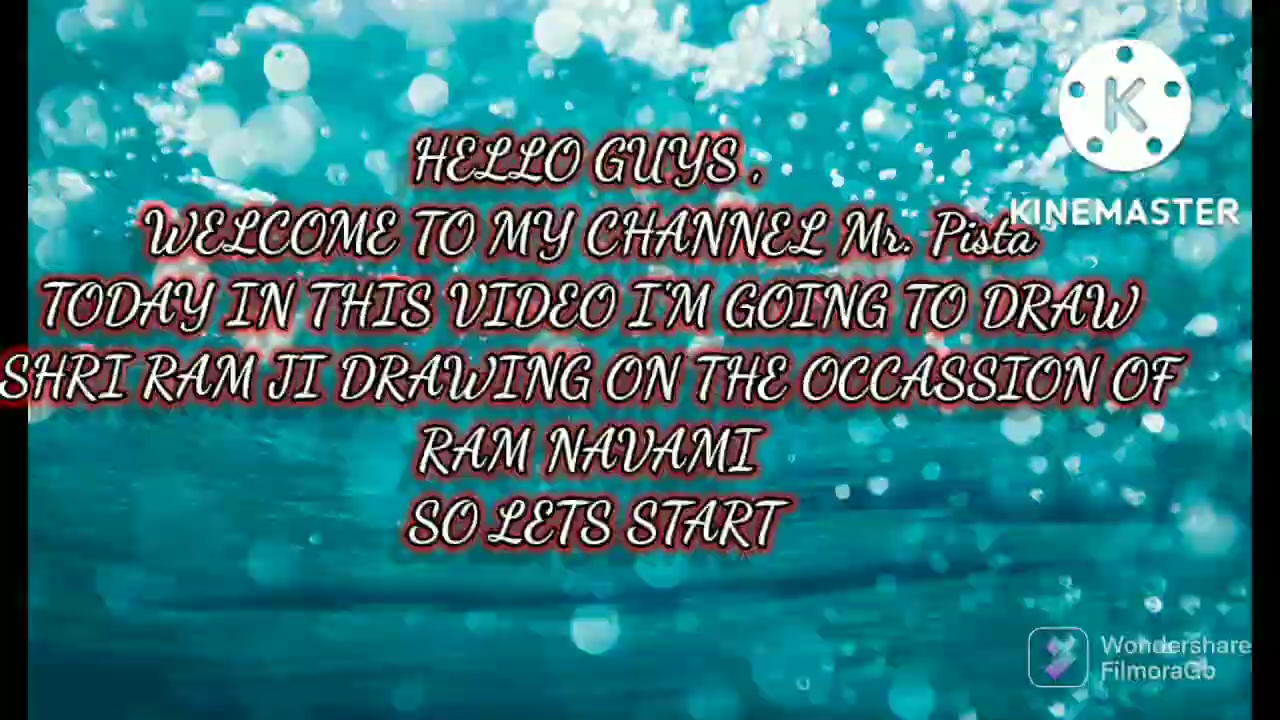 HELLO GUYS ,
WELCOME TO MY CHANNEL Mr. Pista
TODAY IN THIS VIDEO I'M GOING TO DRAW
SHRI RAM JI DRAWING ON THE OCCASSION OF
RAM NAVAMI
SO LETS START
K
KINEMASTER
Wondershare
FilmoraGo